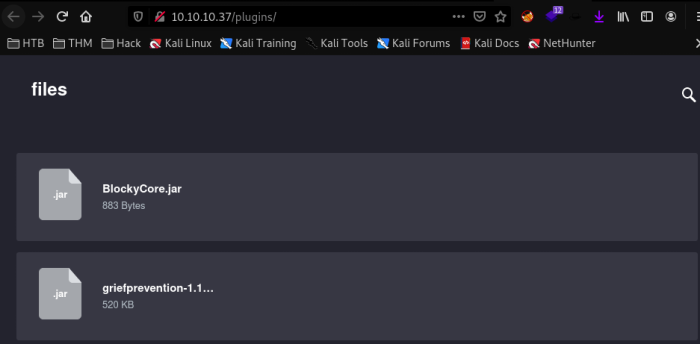 10.10.10.37/plugins/
12
HTB THM Hack Kali Linux Kali Training Kali Tools Kali Forums Kali Docs NetHunter
files
.jar
BlockyCore.jar
883 Bytes
.jar
griefprevention-1.1...
520 KB